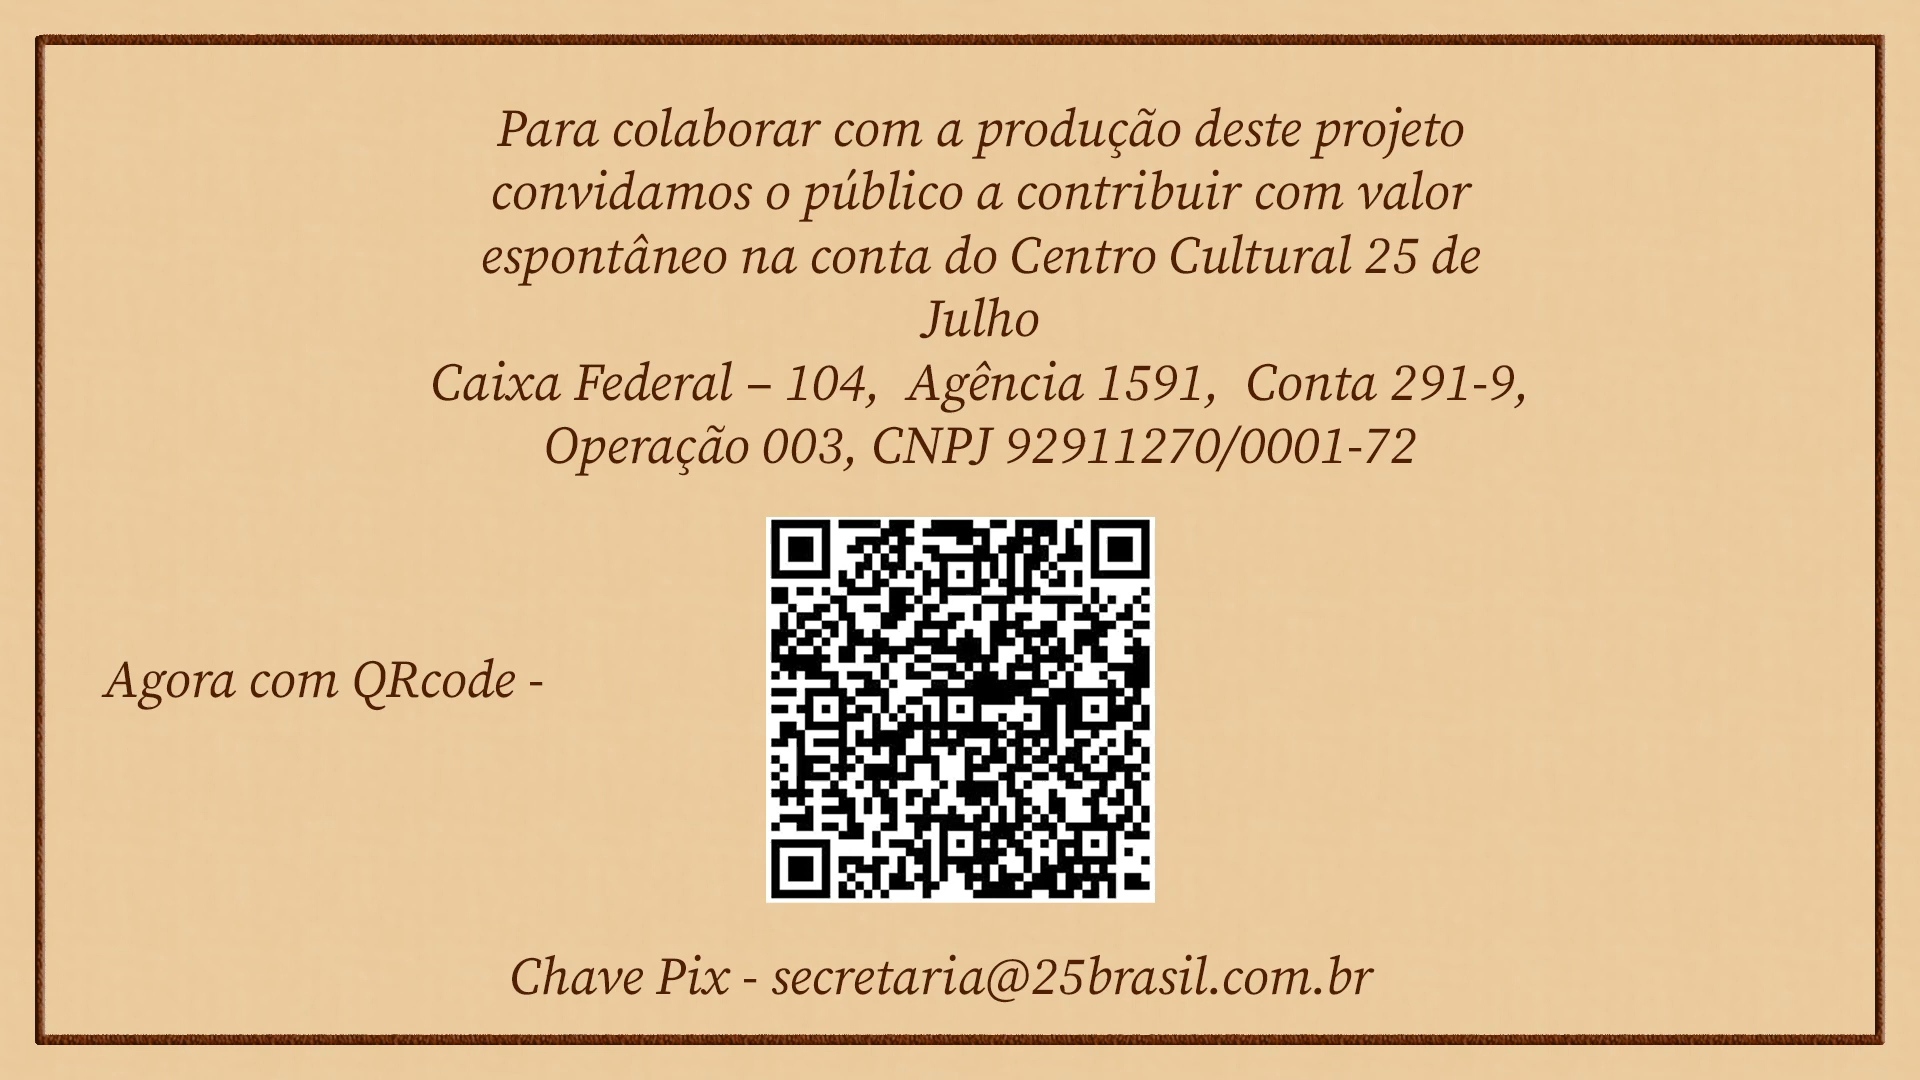 Para colaborar com a produção deste projeto
convidamos o público a contribuir com valor
espontâneo na conta do Centro Cultural 25 de
Julho
Caixa Federal – 104,  Agência 1591,  Conta 291-9,
Operação 003, CNPJ 92911270/0001-72
Agora com QRcode -
Chave Pix - secretaria@25brasil.com.br